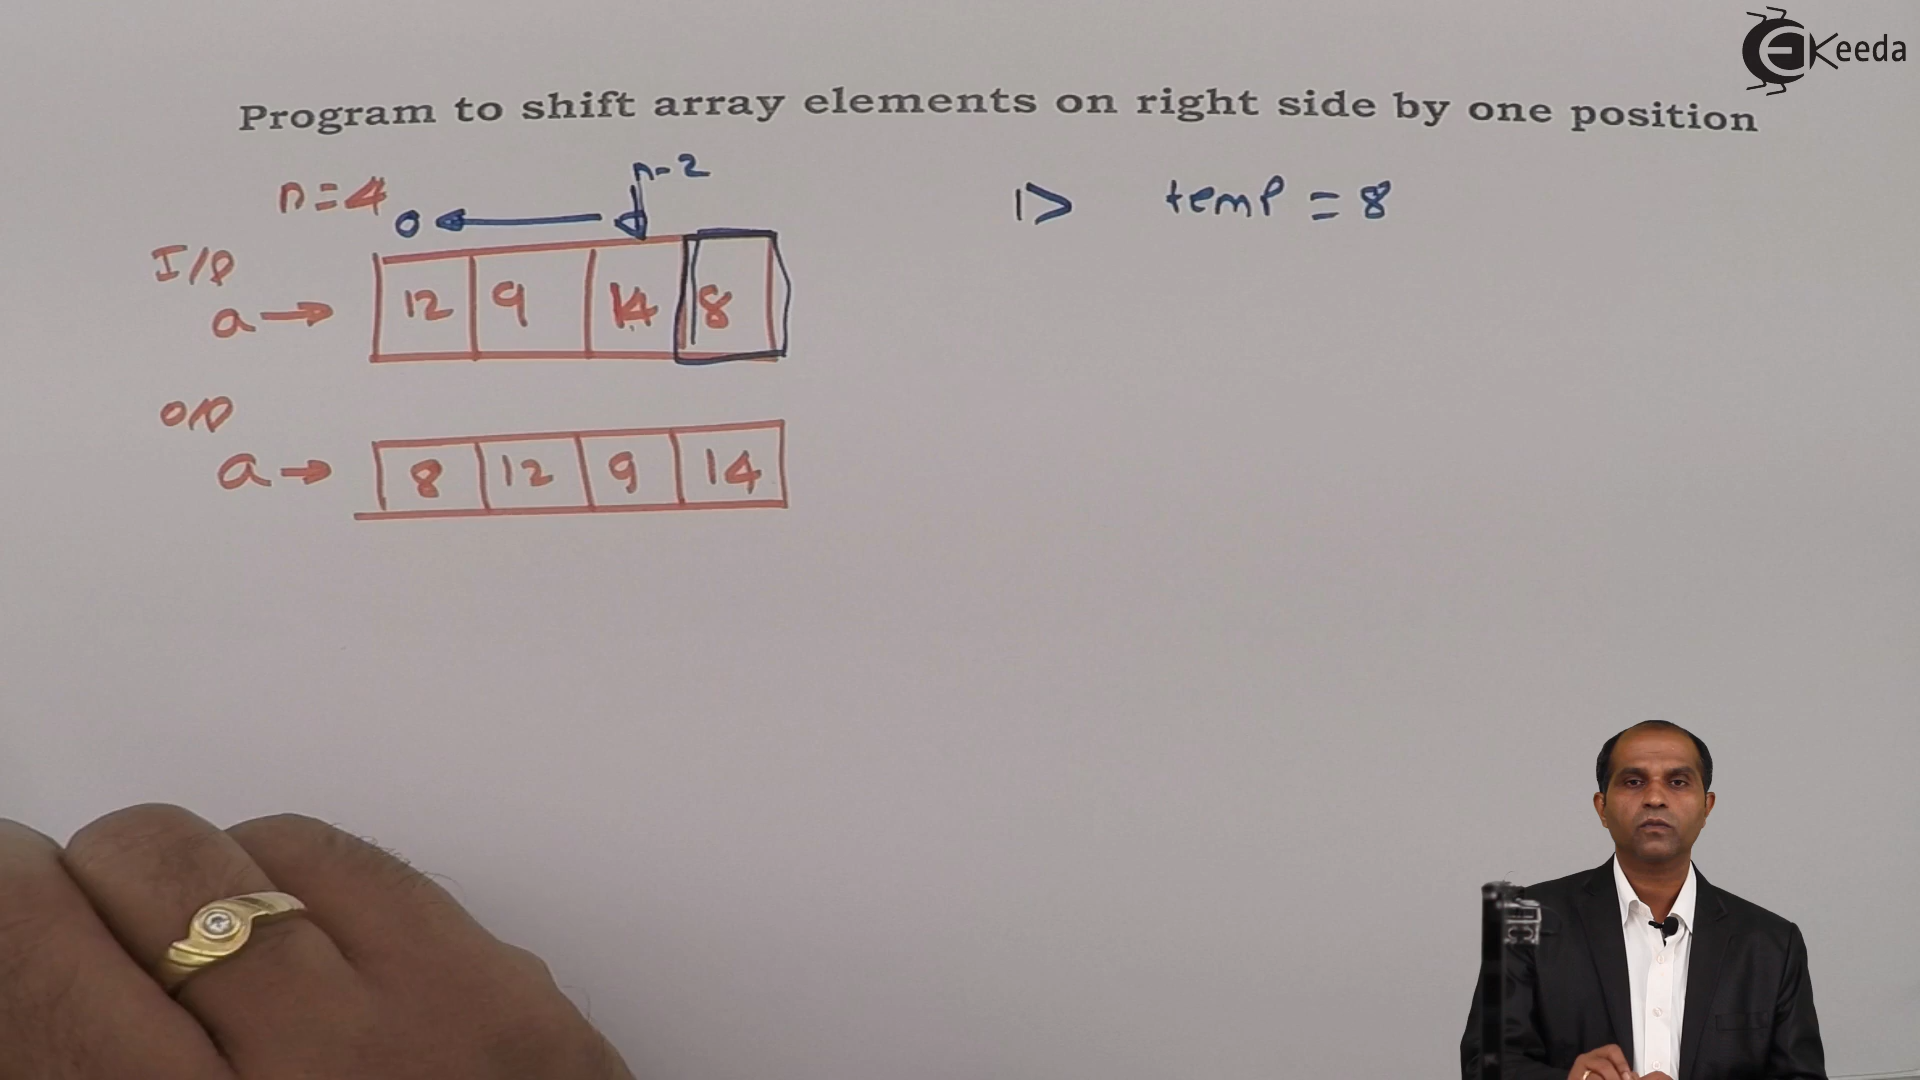 EKeeda
Program to shift array elements on right side by one position
n-2
n=4
0
1> temp = 8
I/P
a → 12 9 14 8
O/P
a → 8 12 9 14